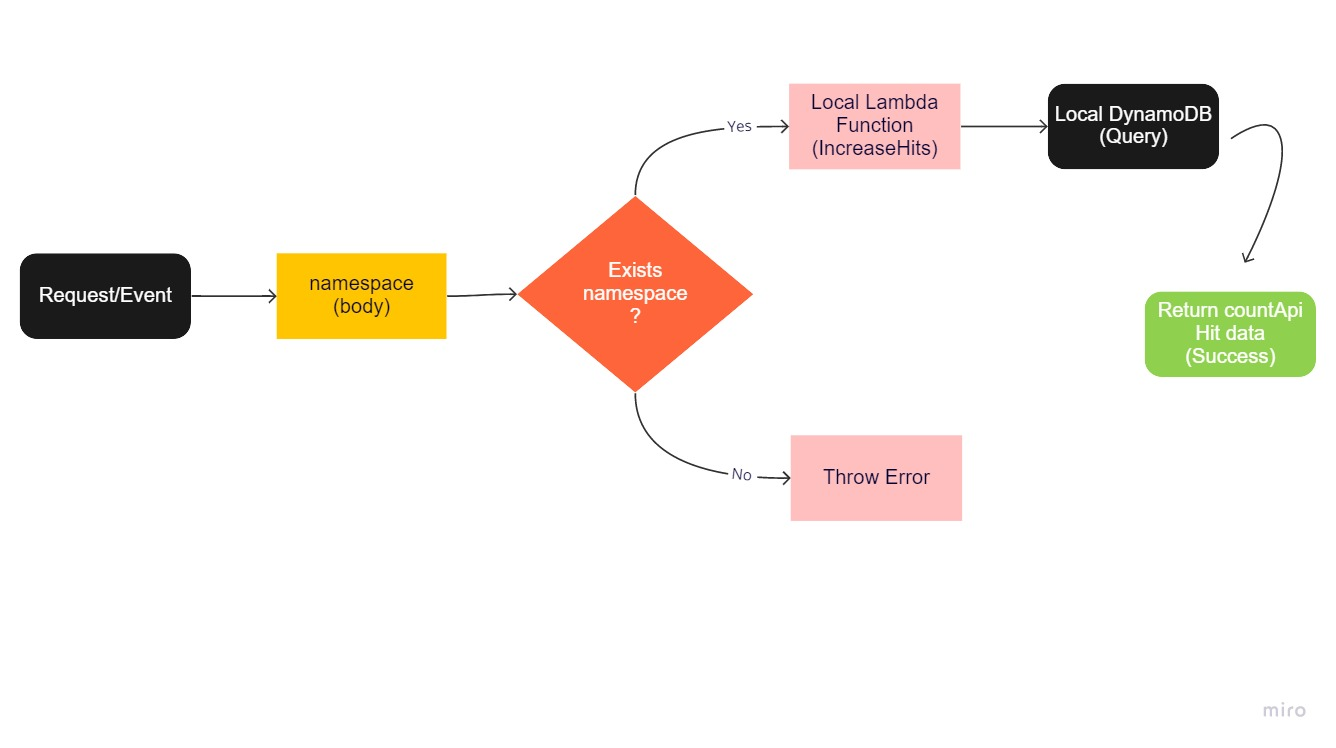 Request/Event
namespace
(body)
Exists
namespace
?
Yes
Local Lambda
Function
(IncreaseHits)
Local DynamoDB
(Query)
Return countApi
Hit data
(Success)
No
Throw Error
miro